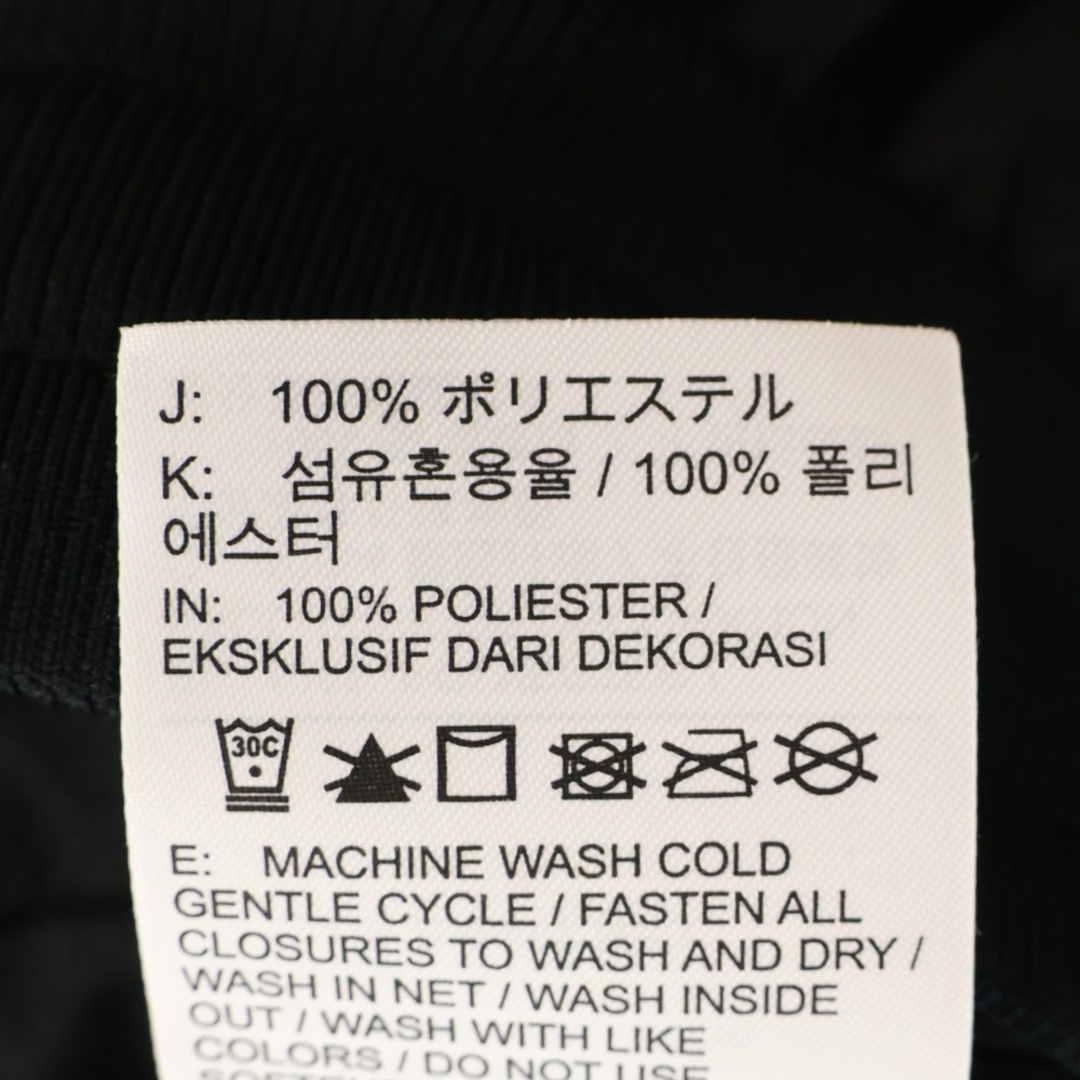 J: 100% ポリエステル
K: 섬유혼용율 / 100% 폴리
에스터
IN: 100% POLIESTER /
EKSKLUSIF DARI DEKORASI
30C
E: MACHINE WASH COLD
GENTLE CYCLE / FASTEN ALL
CLOSURES TO WASH AND DRY /
WASH IN NET / WASH INSIDE
OUT / WASH WITH LIKE
COLORS / DO NOT USE